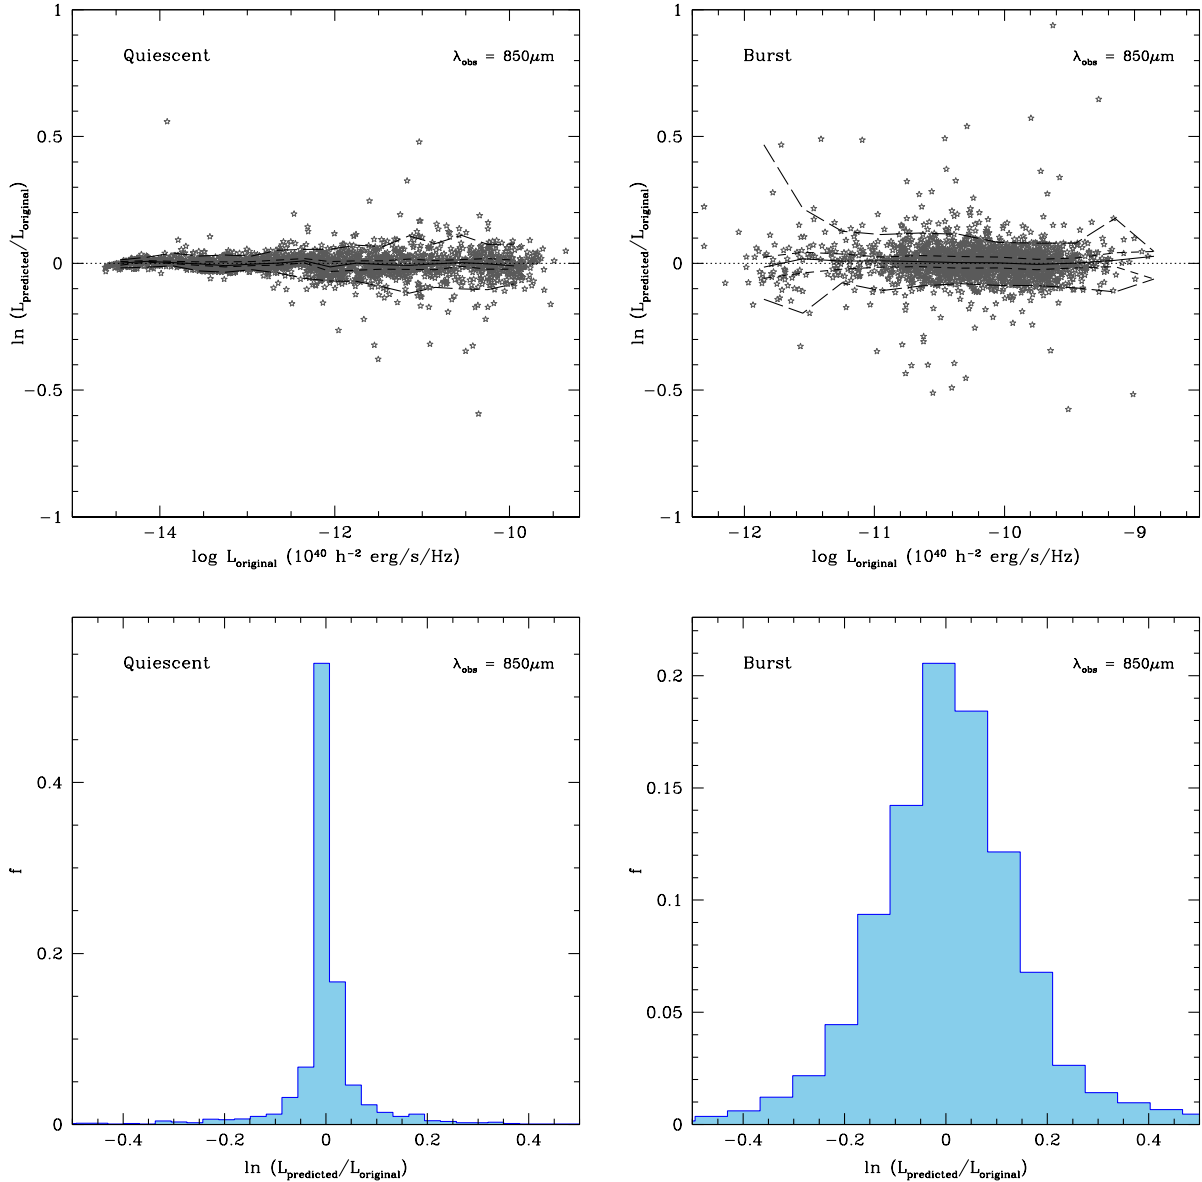 Quiescent
λobs = 850μm
1
0.5
0
−0.5
−1
ln (Lpredicted/Loriginal)
−14
−12
−10
log Loriginal (10⁴⁰ h⁻² erg/s/Hz)
Burst
λobs = 850μm
1
0.5
0
−0.5
−1
ln (Lpredicted/Loriginal)
−12
−11
−10
−9
log Loriginal (10⁴⁰ h⁻² erg/s/Hz)
Quiescent
λobs = 850μm
0.4
0.2
0
f
−0.4
−0.2
0
0.2
0.4
ln (Lpredicted/Loriginal)
Burst
λobs = 850μm
0.2
0.15
0.1
0.05
0
f
−0.4
−0.2
0
0.2
0.4
ln (Lpredicted/Loriginal)